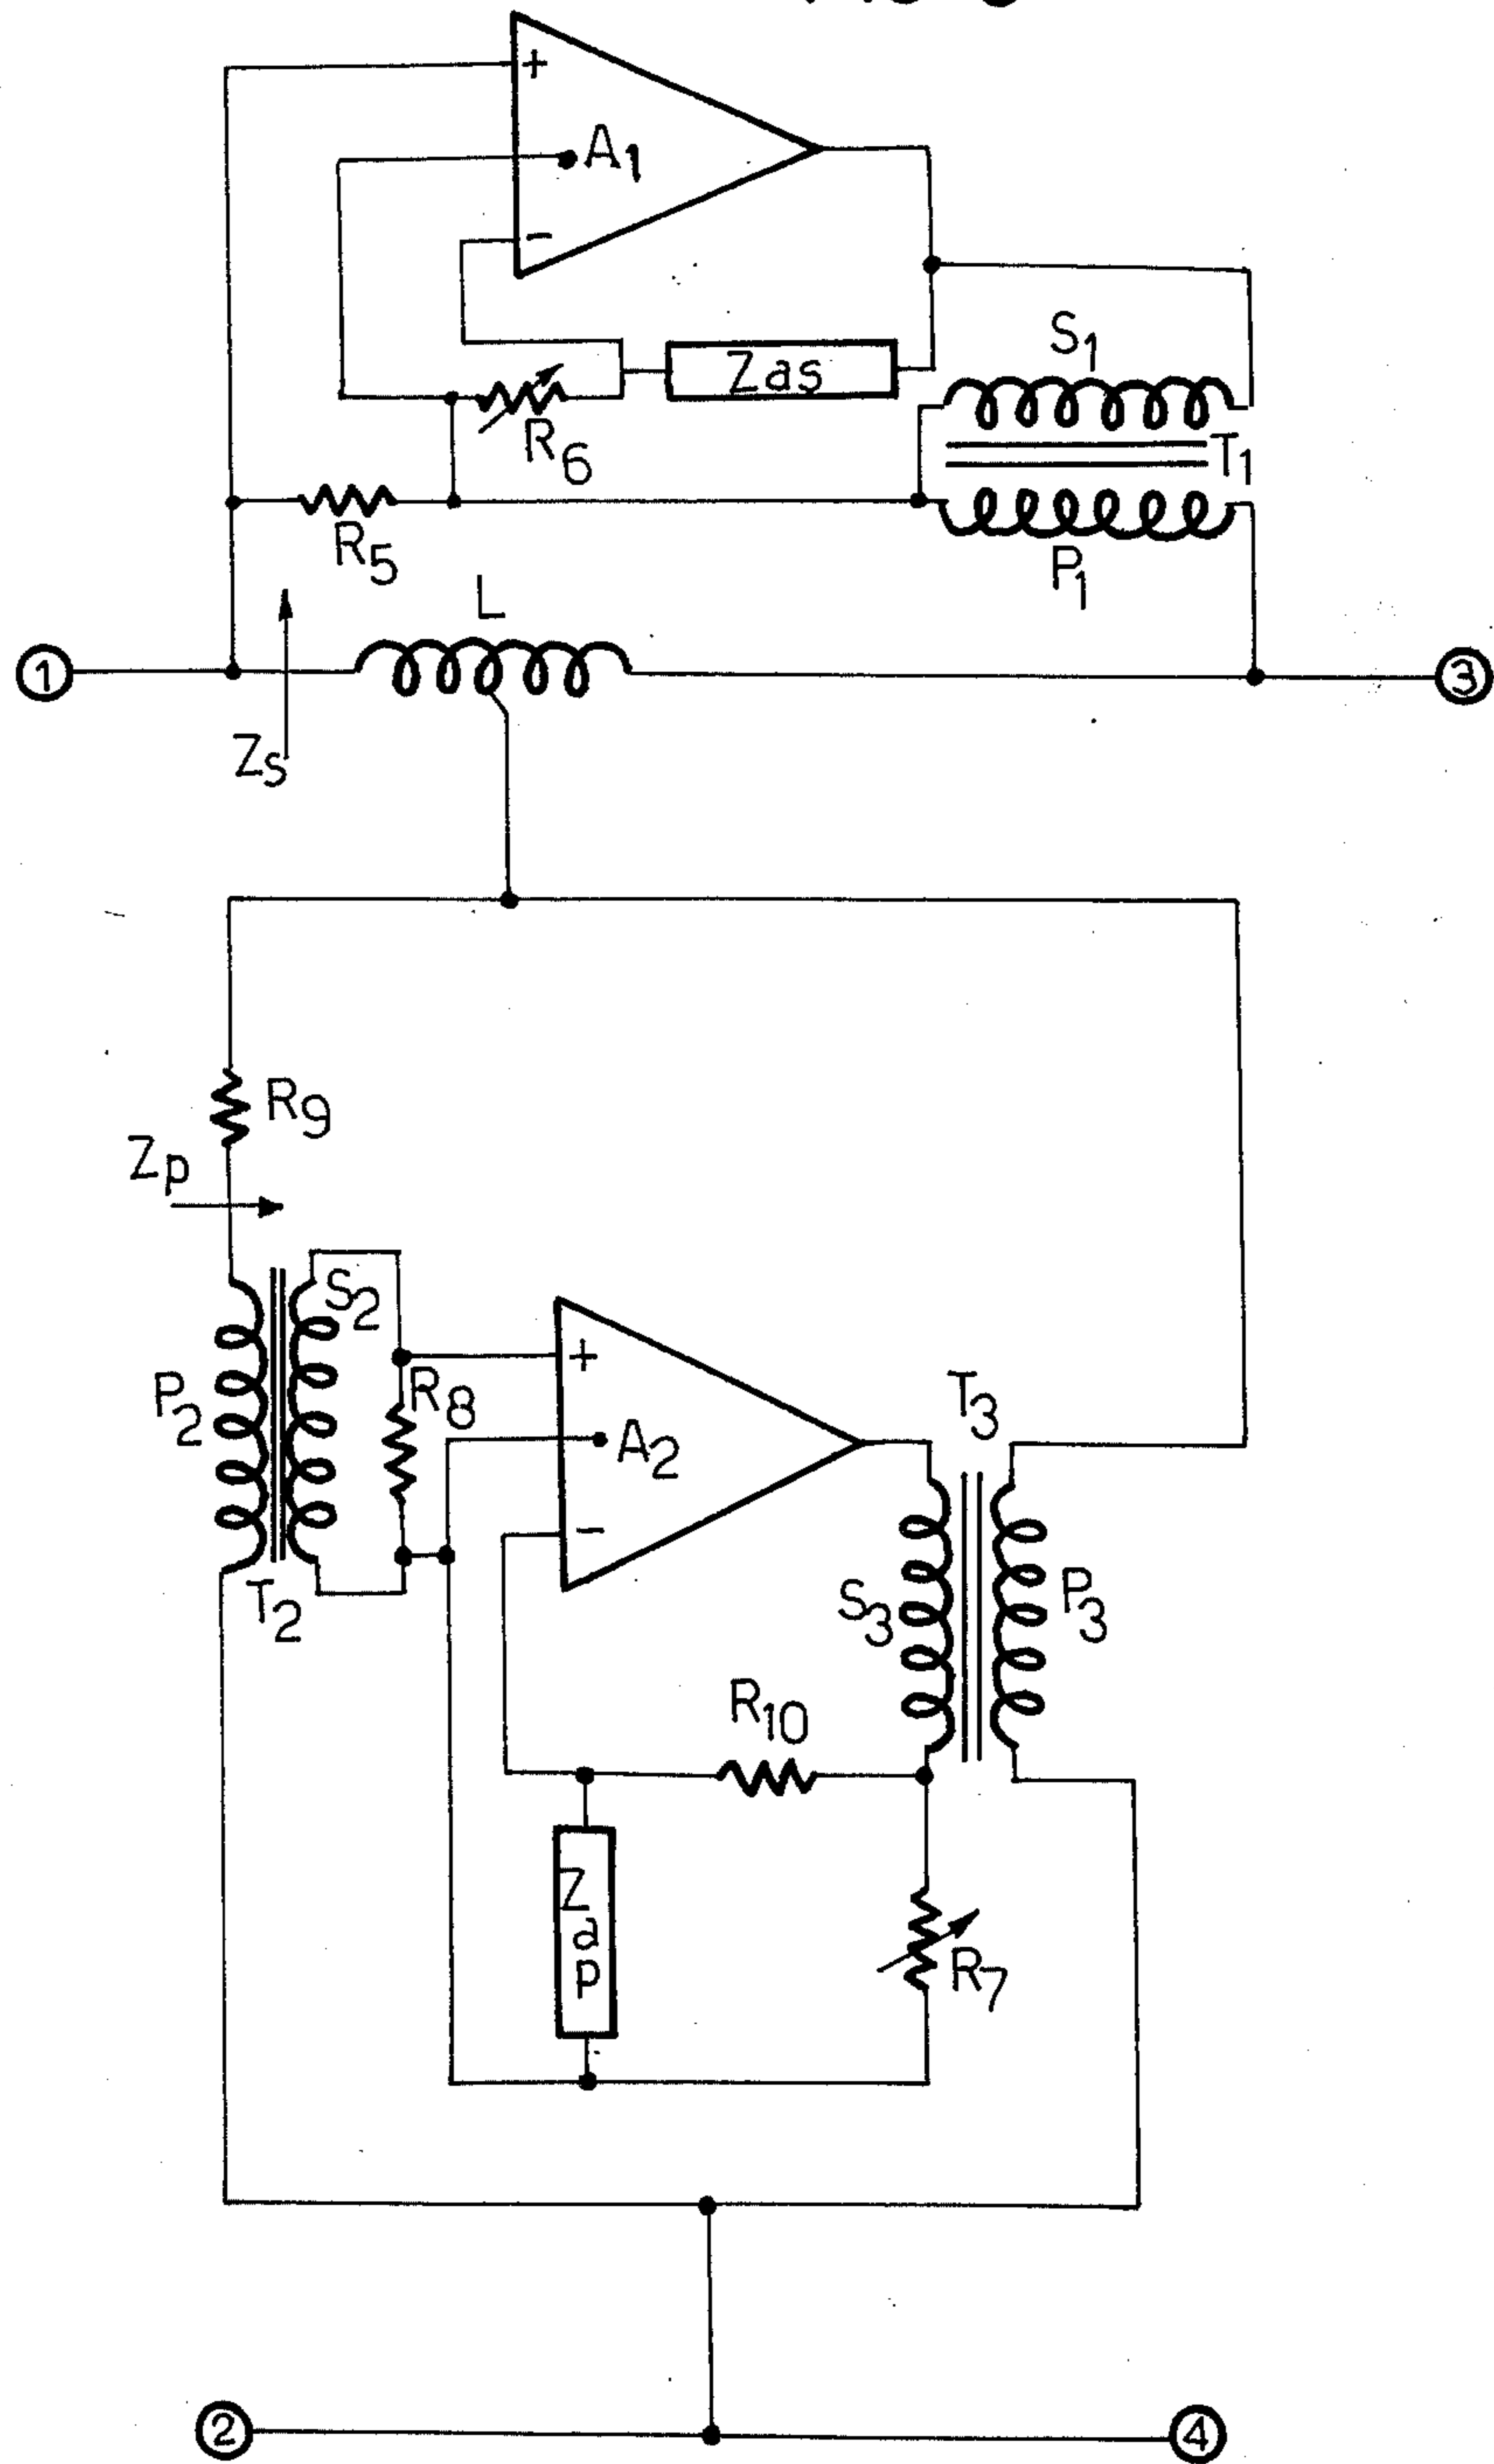 +
A1
-
S1
Zas
R6
T1
R5
P1
L
1
3
Zs
R9
Zp
S2
P2
+
R8
T3
A2
-
T2
S3
P3
R10
Zap
R7
2
4